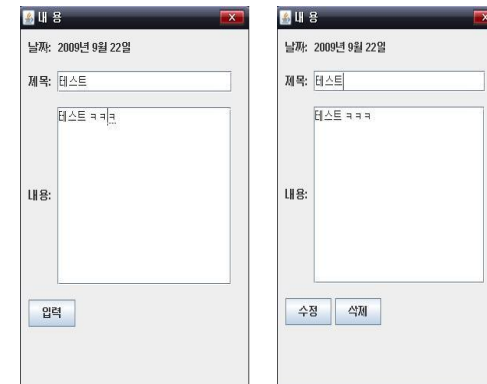 내 용
날짜: 2009년 9월 22일
제목: 테스트
테스트 ㅋㅋㅋ
내용:
입력
내 용
날짜: 2009년 9월 22일
제목: 테스트
테스트 ㅋㅋㅋ
내용:
수정 삭제